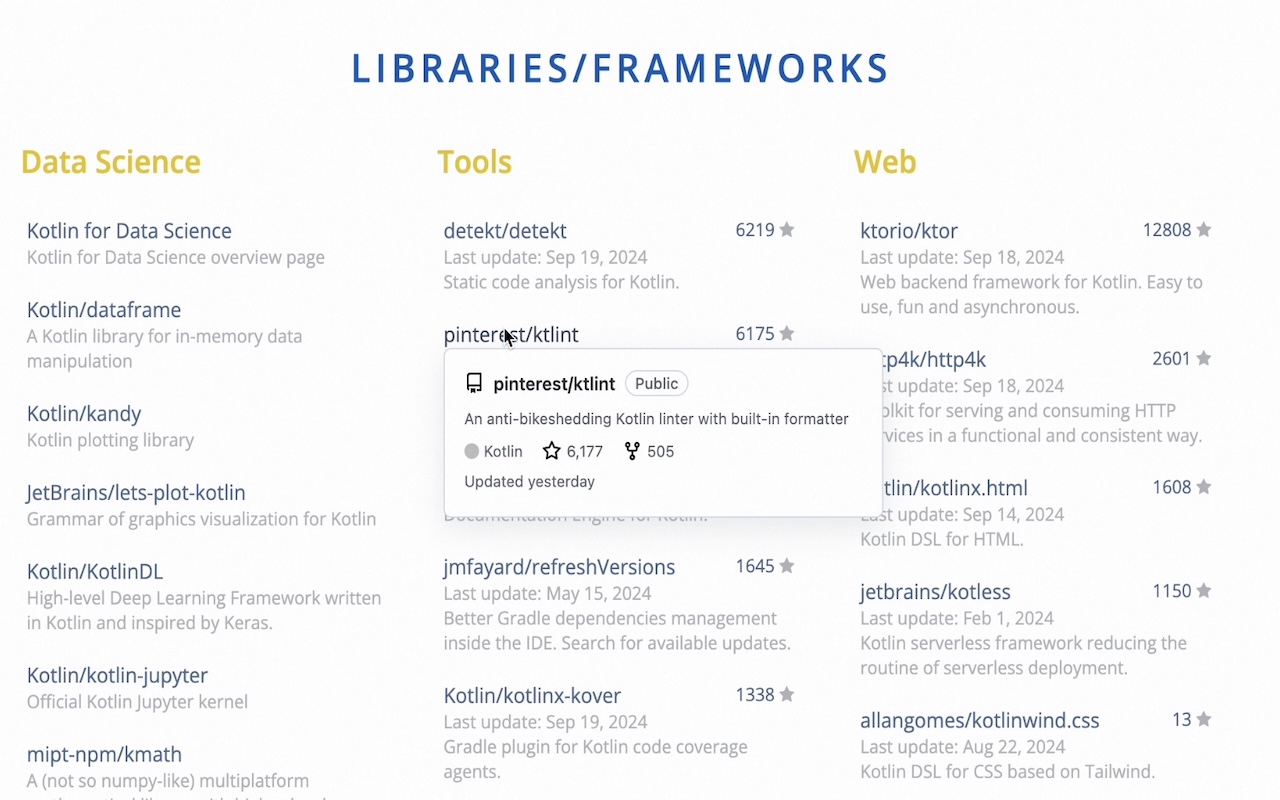 LIBRARIES/FRAMEWORKS
Data Science
Kotlin for Data Science
Kotlin for Data Science overview page
Kotlin/dataframe
A Kotlin library for in-memory data
manipulation
Kotlin/kandy
Kotlin plotting library
JetBrains/lets-plot-kotlin
Grammar of graphics visualization for Kotlin
Kotlin/KotlinDL
High-level Deep Learning Framework written
in Kotlin and inspired by Keras.
Kotlin/kotlin-jupyter
Official Kotlin Jupyter kernel
mipt-npm/kmath
A (not so numpy-like) multiplatform
Tools
detekt/detekt 6219
Last update: Sep 19, 2024
Static code analysis for Kotlin.
pinterest/ktlint 6175
pinterest/ktlint Public
An anti-bikeshedding Kotlin linter with built-in formatter
Kotlin 6,177 505
Updated yesterday
Documentation Engine for Kotlin.
jmfayard/refreshVersions 1645
Last update: May 15, 2024
Better Gradle dependencies management
inside the IDE. Search for available updates.
Kotlin/kotlinx-kover 1338
Last update: Sep 19, 2024
Gradle plugin for Kotlin code coverage
agents.
Web
ktorio/ktor 12808
Last update: Sep 18, 2024
Web backend framework for Kotlin. Easy to
use, fun and asynchronous.
tp4k/http4k 2601
st update: Sep 18, 2024
olkit for serving and consuming HTTP
vices in a functional and consistent way.
tlin/kotlinx.html 1608
Last update: Sep 14, 2024
Kotlin DSL for HTML.
jetbrains/kotless 1150
Last update: Feb 1, 2024
Kotlin serverless framework reducing the
routine of serverless deployment.
allangomes/kotlinwind.css 13
Last update: Aug 22, 2024
Kotlin DSL for CSS based on Tailwind.